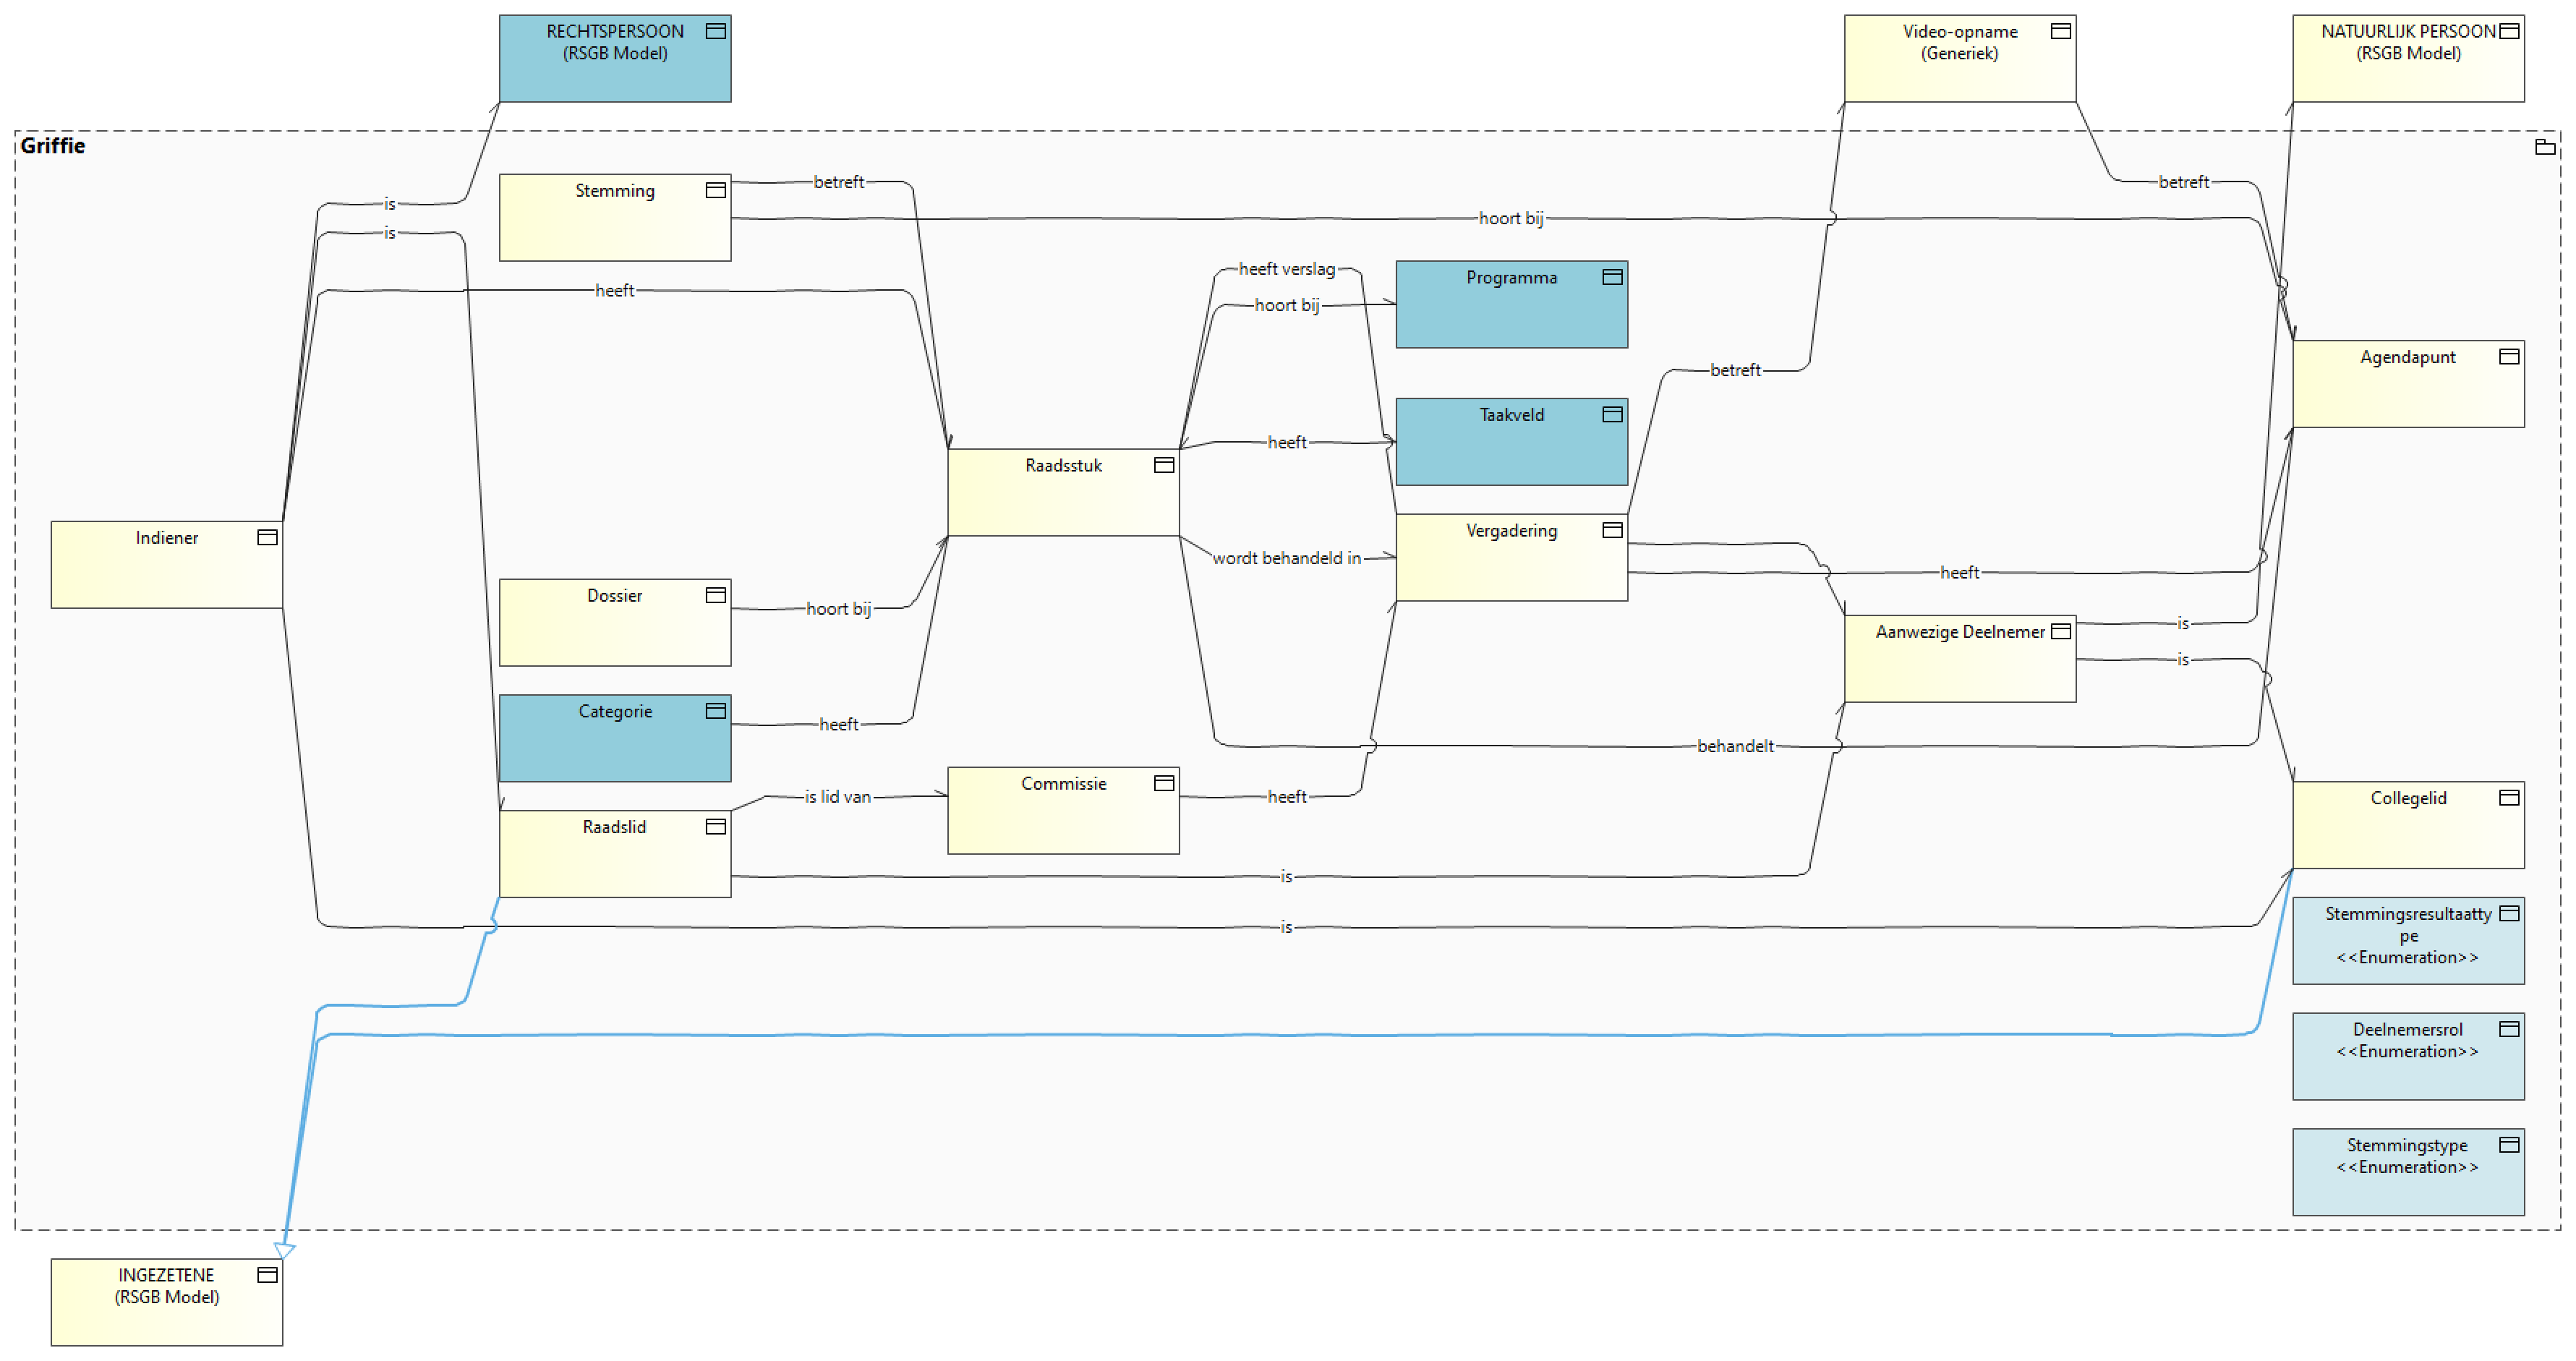 RECHTSPERSOON
(RSGB Model)
Video-opname
(Generiek)
NATUURLIJK PERSOON
(RSGB Model)
Griffie
Stemming
betreft
betreft
is
hoort bij
is
heeft verslag
Programma
heeft
hoort bij
Agendapunt
betreft
Taakveld
heeft
Raadsstuk
Indiener
Vergadering
wordt behandeld in
heeft
Dossier
hoort bij
Aanwezige Deelnemer
is
is
Categorie
heeft
behandelt
Commissie
is lid van
heeft
Collegelid
Raadslid
is
is
Stemmingsresultaatty
pe
<<Enumeration>>
Deelnemersrol
<<Enumeration>>
Stemmingstype
<<Enumeration>>
INGEZETENE
(RSGB Model)